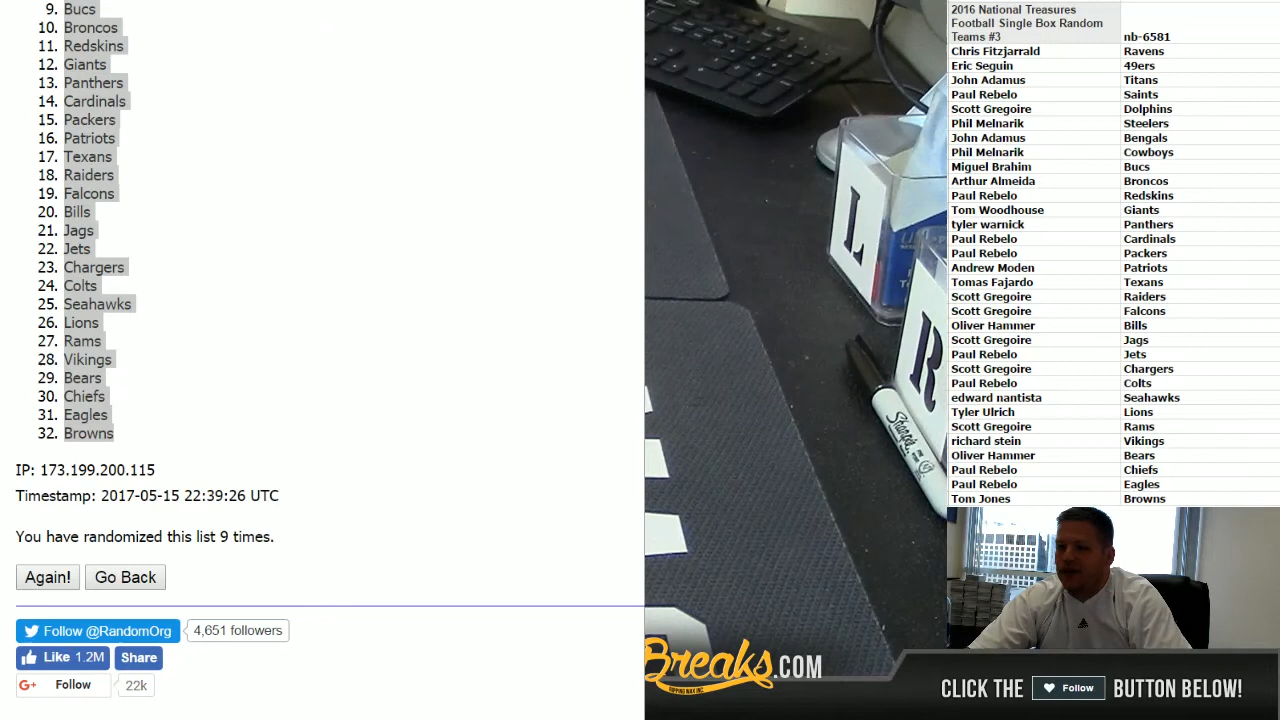 9. Bucs
10. Broncos
11. Redskins
12. Giants
13. Panthers
14. Cardinals
15. Packers
16. Patriots
17. Texans
18. Raiders
19. Falcons
20. Bills
21. Jags
22. Jets
23. Chargers
24. Colts
25. Seahawks
26. Lions
27. Rams
28. Vikings
29. Bears
30. Chiefs
31. Eagles
32. Browns
IP: 173.199.200.115
Timestamp: 2017-05-15 22:39:26 UTC
You have randomized this list 9 times.
Again! Go Back
Follow @RandomOrg 4,651 followers
Like 1.2M Share
G+ Follow 22k
L
R
Sharpie
Breaks.COM
2016 National Treasures
Football Single Box Random
Teams #3 nb-6581
Chris Fitzjarrald Ravens
Eric Seguin 49ers
John Adamus Titans
Paul Rebelo Saints
Scott Gregoire Dolphins
Phil Melnarik Steelers
John Adamus Bengals
Phil Melnarik Cowboys
Miguel Brahim Bucs
Arthur Almeida Broncos
Paul Rebelo Redskins
Tom Woodhouse Giants
tyler warnick Panthers
Paul Rebelo Cardinals
Paul Rebelo Packers
Andrew Moden Patriots
Tomas Fajardo Texans
Scott Gregoire Raiders
Scott Gregoire Falcons
Oliver Hammer Bills
Scott Gregoire Jags
Paul Rebelo Jets
Scott Gregoire Chargers
Paul Rebelo Colts
edward nantista Seahawks
Tyler Ulrich Lions
Scott Gregoire Rams
richard stein Vikings
Oliver Hammer Bears
Paul Rebelo Chiefs
Paul Rebelo Eagles
Tom Jones Browns
CLICK THE Follow BUTTON BELOW!